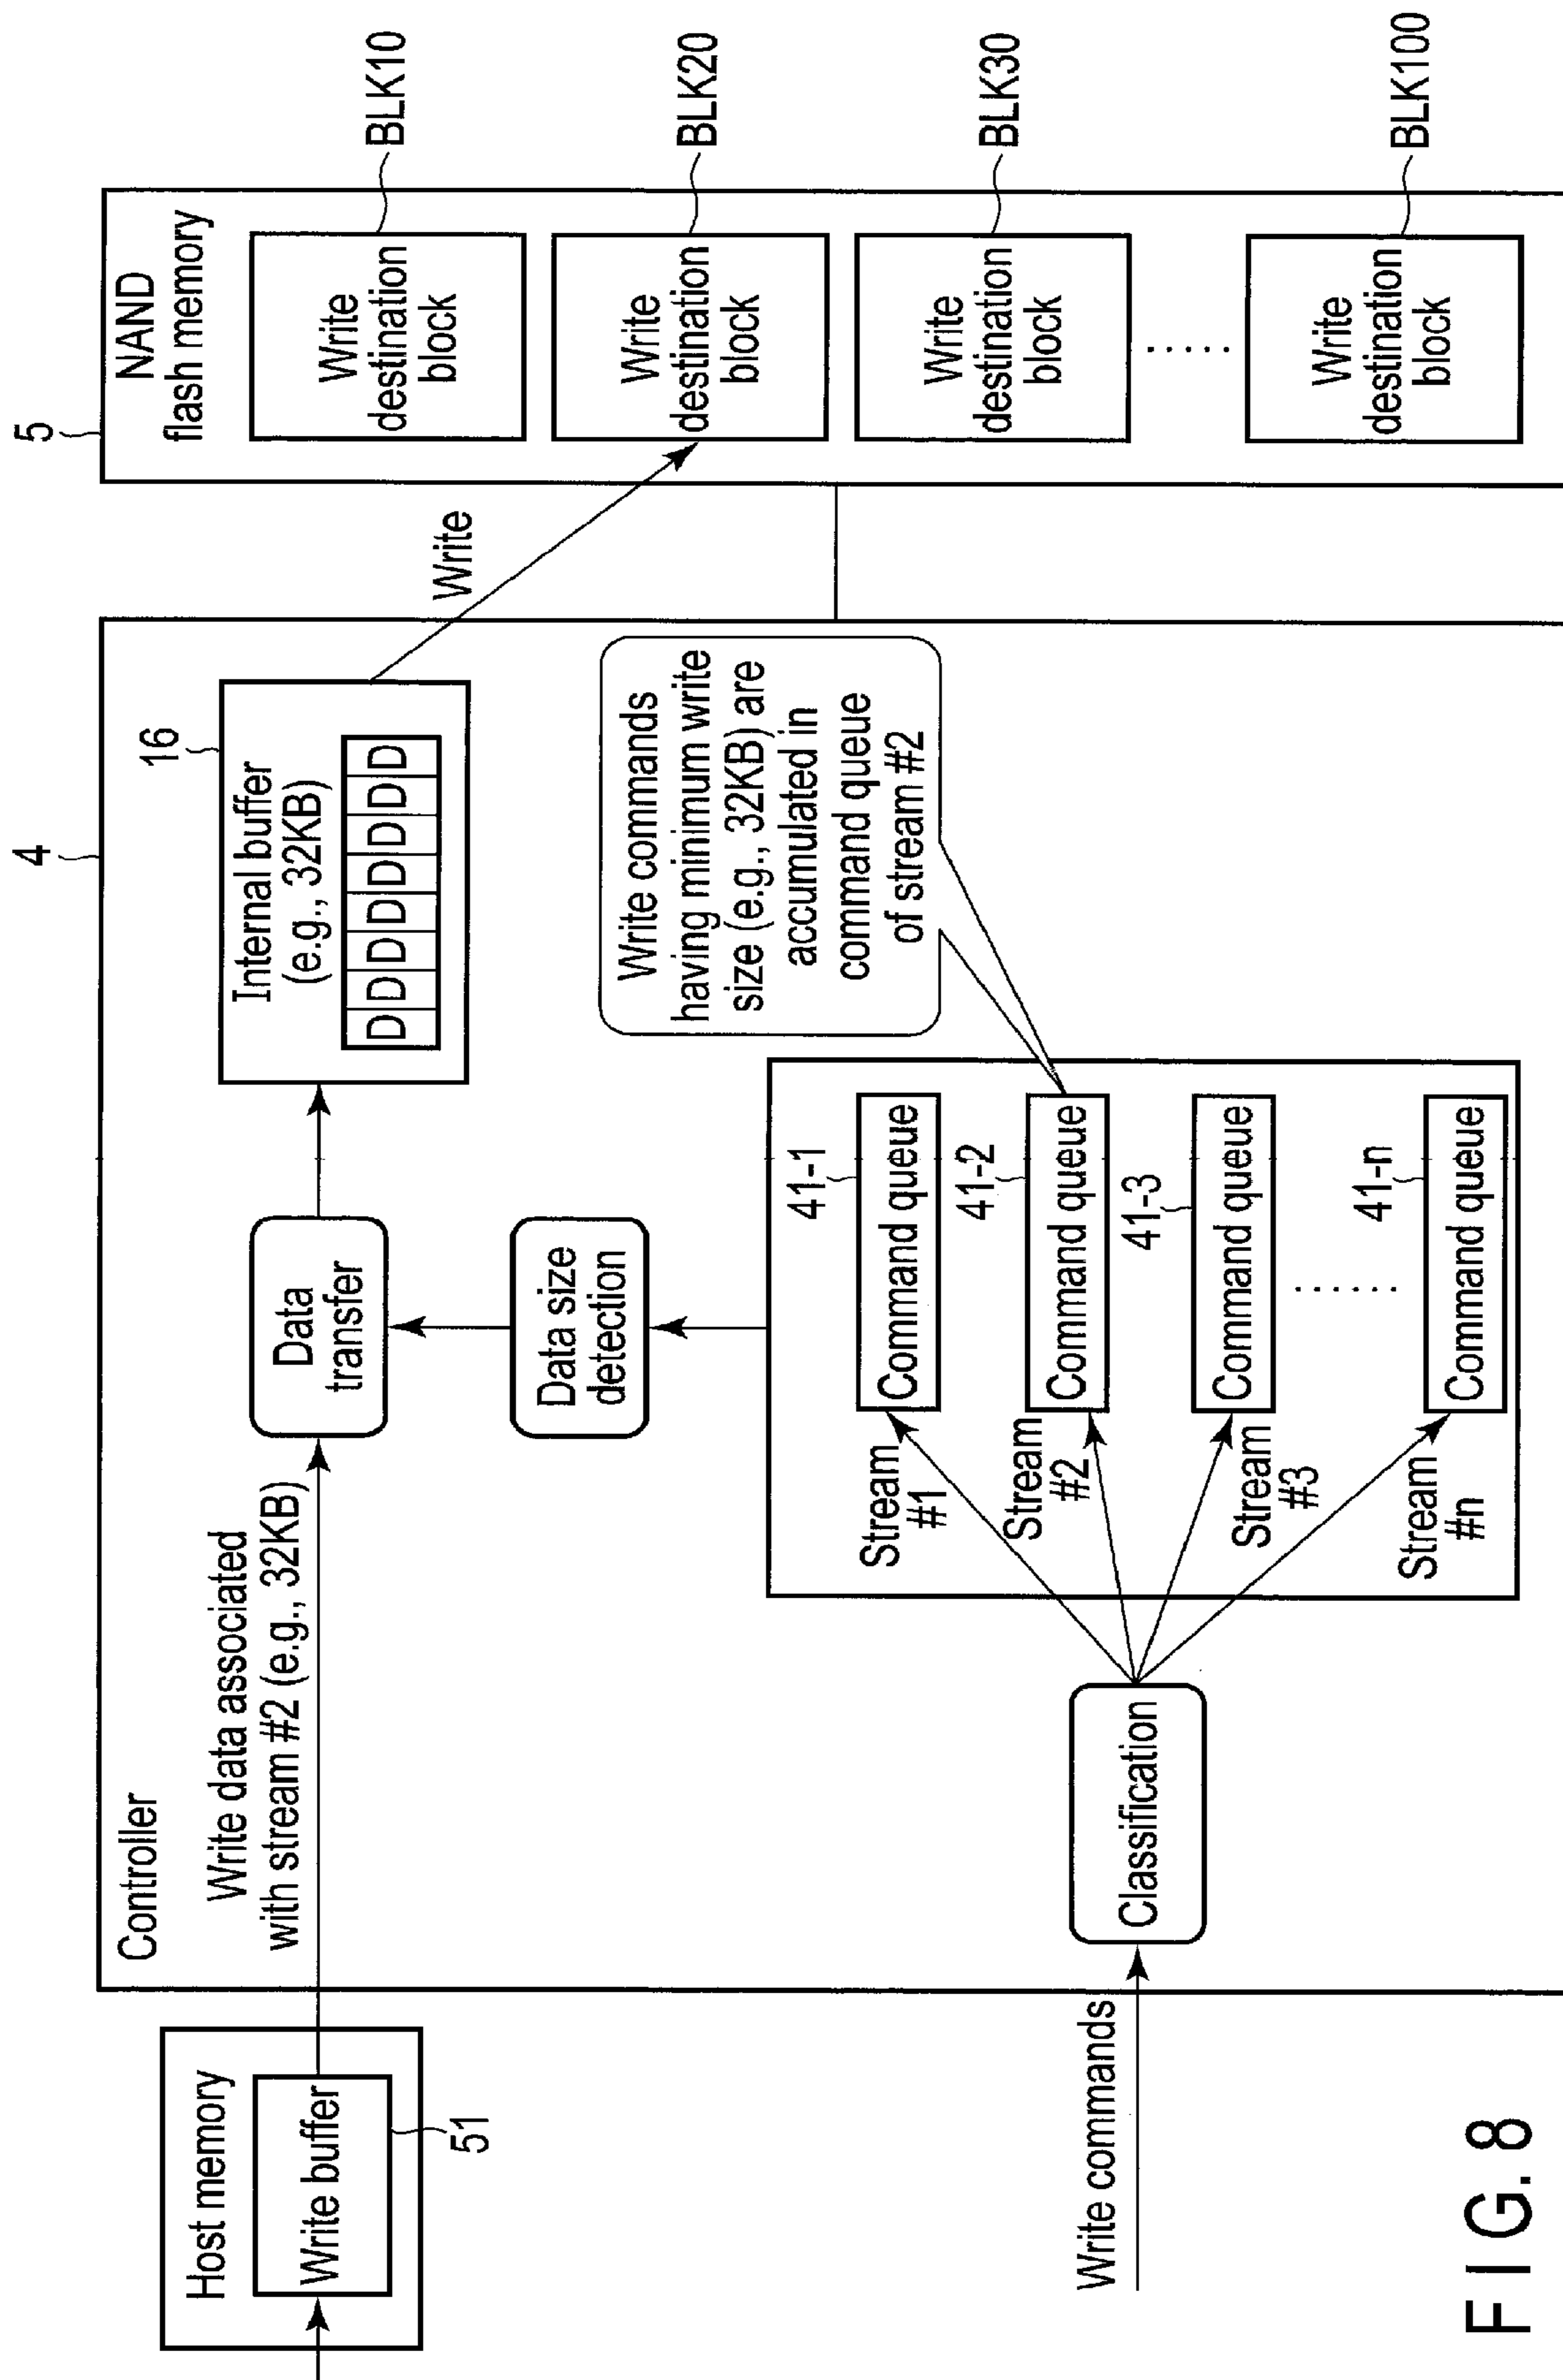 Host memory
Write buffer
51
Write commands
4
Controller
Write data associated
with stream #2 (e.g., 32KB)
Data
transfer
Data size
detection
Internal buffer
(e.g., 32KB)
16
D D D D D D D D
Classification
Stream
#1
Stream
#2
Stream
#3
Stream
#n
41-1
Command queue
41-2
Command queue
41-3
Command queue
......
41-n
Command queue
Write commands
having minimum write
size (e.g., 32KB) are
accumulated in
command queue
of stream #2
Write
5
NAND
flash memory
Write
destination
block
BLK10
Write
destination
block
BLK20
Write
destination
block
BLK30
.....
Write
destination
block
BLK100
FIG. 8